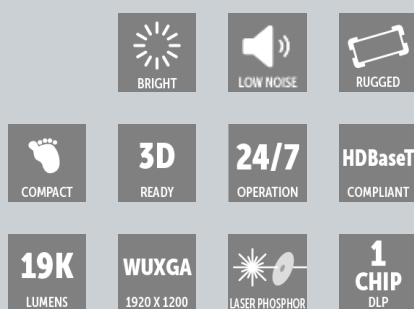 BRIGHT
LOW NOISE
RUGGED
COMPACT
3D
READY
24/7
OPERATION
HDBaseT
COMPLIANT
19K
LUMENS
WUXGA
1920 X 1200
LASER PHOSPHOR
1
CHIP
DLP